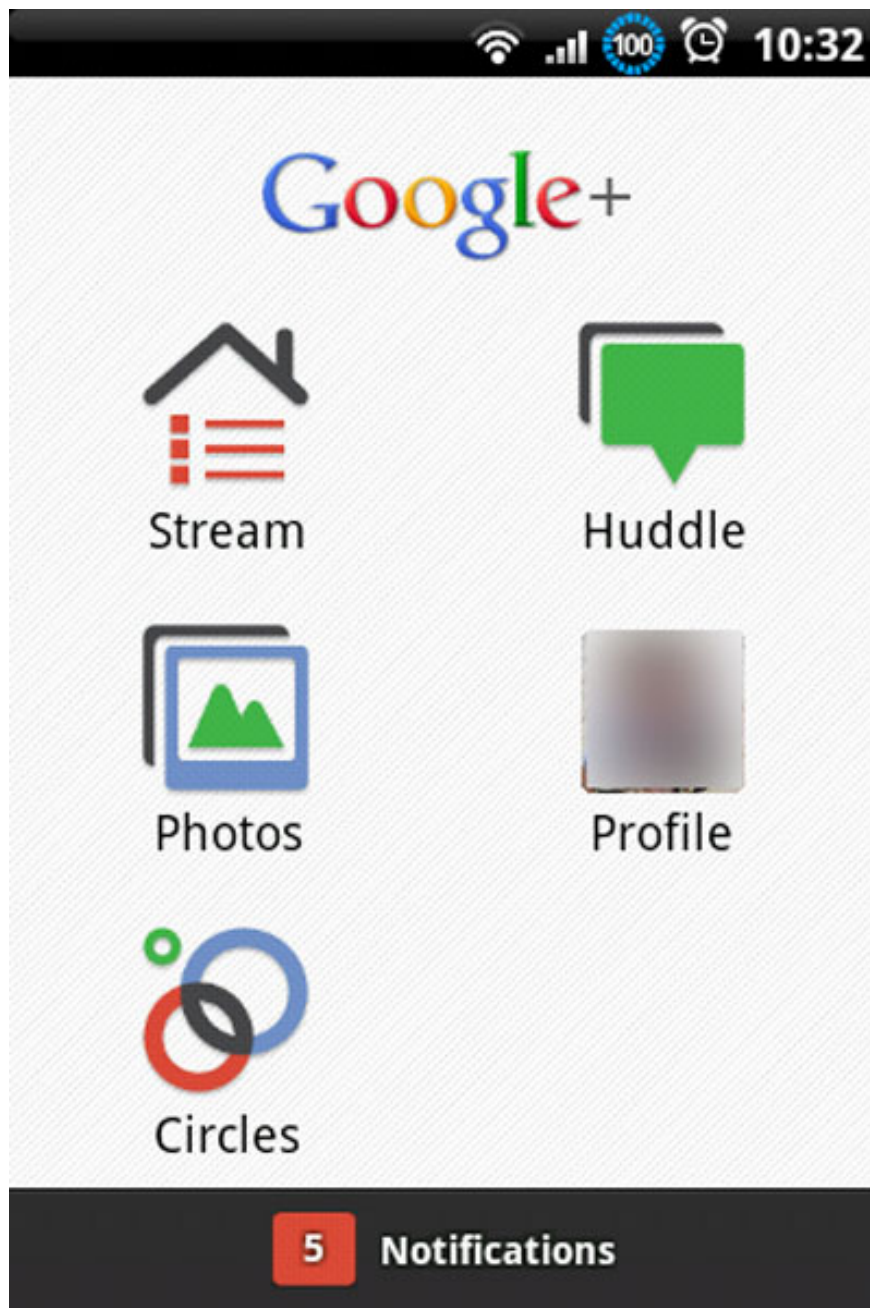 100 10:32
Google+
Stream Huddle
Photos Profile
Circles
5 Notifications